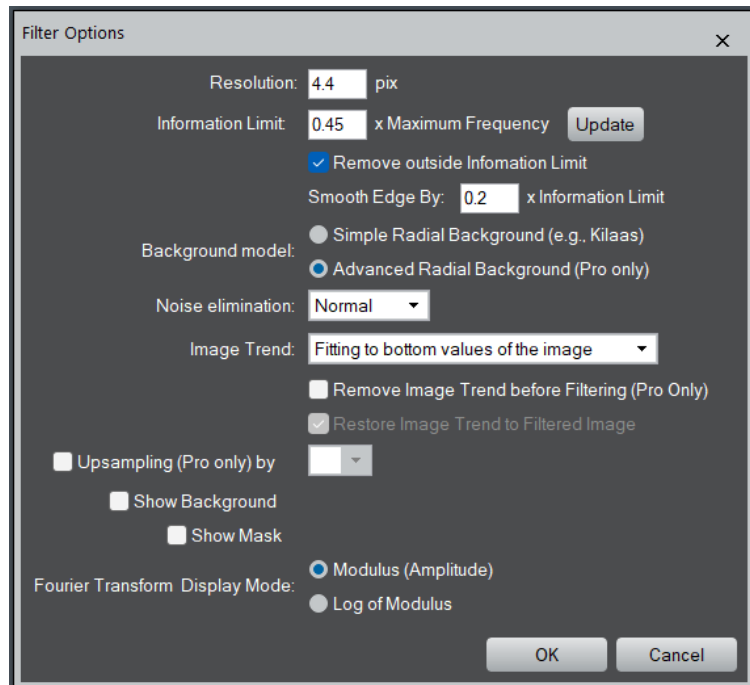 Filter Options
Resolution: 4.4 pix
Information Limit: 0.45 x Maximum Frequency Update
Remove outside Infomation Limit
Smooth Edge By: 0.2 x Information Limit
Background model:
Simple Radial Background (e.g., Kilaas)
Advanced Radial Background (Pro only)
Noise elimination: Normal
Image Trend: Fitting to bottom values of the image
Remove Image Trend before Filtering (Pro Only)
Restore Image Trend to Filtered Image
Upsampling (Pro only) by
Show Background
Show Mask
Fourier Transform Display Mode:
Modulus (Amplitude)
Log of Modulus
OK Cancel